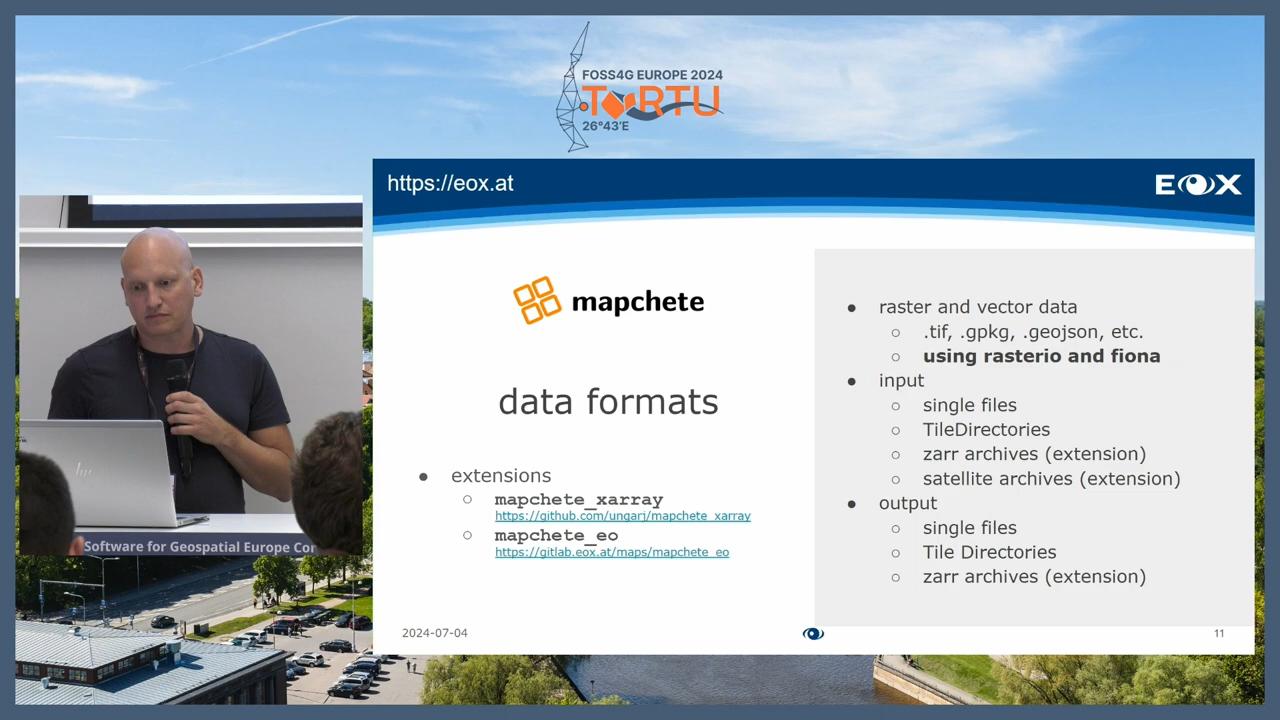 FOSS4G EUROPE 2024
TARTU
26°43'E
https://eox.at
EOX
mapchete
data formats
● extensions
○ mapchete_xarray
https://github.com/ungarj/mapchete_xarray
○ mapchete_eo
https://gitlab.eox.at/maps/mapchete_eo
● raster and vector data
○ .tif, .gpkg, .geojson, etc.
○ using rasterio and fiona
● input
○ single files
○ TileDirectories
○ zarr archives (extension)
○ satellite archives (extension)
● output
○ single files
○ Tile Directories
○ zarr archives (extension)
2024-07-04
11
hp
Software for Geospatial Europe Con